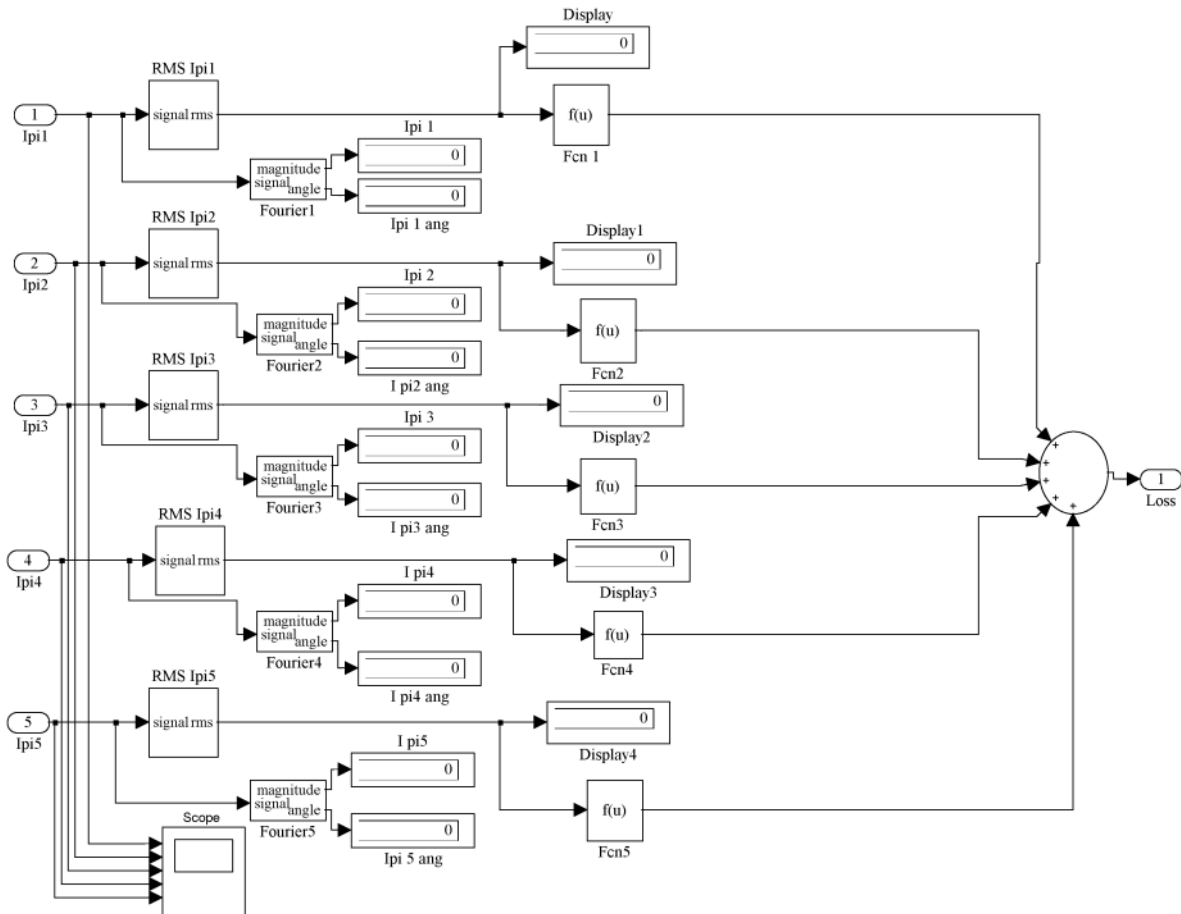 Display
0
RMS Ipi1
1
signal rms
f(u)
Ipi1
Fcn 1
Ipi 1
0
magnitude
signal
angle
0
Fourier1
Ipi 1 ang
RMS Ipi2
Display1
2
signal rms
0
Ipi2
Ipi 2
0
f(u)
magnitude
signal
angle
0
Fourier2
Fcn2
I pi2 ang
RMS Ipi3
3
signal rms
0
Ipi3
Ipi 3
Display2
0
magnitude
signal
angle
f(u)
0
Fourier3
Fcn3
I pi3 ang
+
+
+
+
+
1
Loss
RMS Ipi4
4
signal rms
0
Ipi4
I pi4
Display3
0
magnitude
signal
angle
f(u)
0
Fourier4
Fcn4
I pi4 ang
RMS Ipi5
5
signal rms
0
Ipi5
I pi5
Display4
0
magnitude
signal
angle
f(u)
0
Fourier5
Fcn5
Ipi 5 ang
Scope